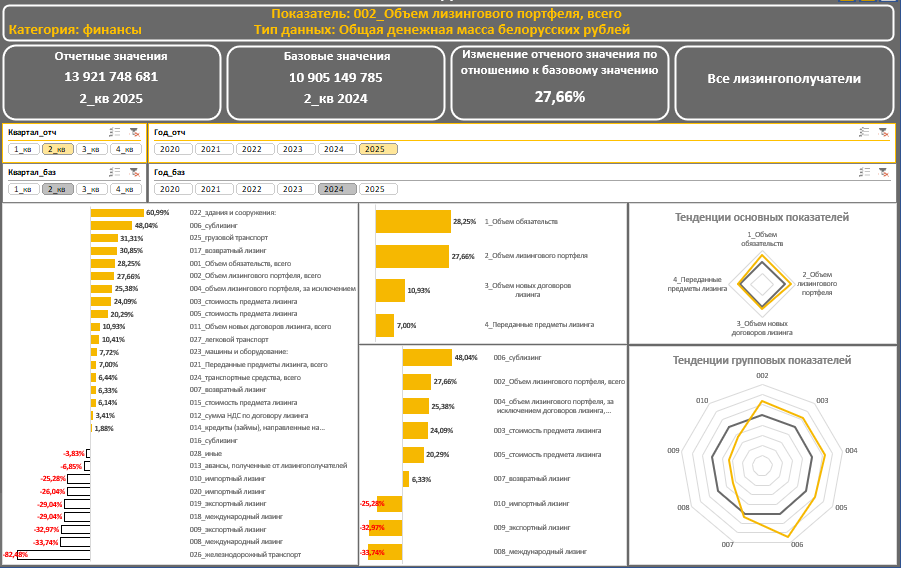 Показатель: 002_Объем лизингового портфеля, всего
Категория: финансы
Тип данных: Общая денежная масса белорусских рублей
Отчетные значения
13 921 748 681
2_кв 2025
Базовые значения
10 905 149 785
2_кв 2024
Изменение отченого значения по
отношению к базовому значению
27,66%
Все лизингополучатели
Квартал_отч
1_кв 2_кв 3_кв 4_кв
Год_отч
2020 2021 2022 2023 2024 2025
Квартал_баз
1_кв 2_кв 3_кв 4_кв
Год_баз
2020 2021 2022 2023 2024 2025
60,99% 022_здания и сооружения:
48,04% 006_сублизинг
31,31% 025_грузовой транспорт
30,85% 017_возвратный лизинг
28,25% 001_Объем обязательств, всего
27,66% 002_Объем лизингового портфеля, всего
25,38% 004_объем лизингового портфеля, за исключением
24,09% 003_стоимость предмета лизинга
20,29% 005_стоимость предмета лизинга
10,93% 011_Объем новых договоров лизинга, всего
10,41% 027_легковой транспорт
7,72% 023_машины и оборудование:
7,00% 021_Переданные предметы лизинга, всего
6,44% 024_транспортные средства, всего
6,33% 007_возвратный лизинг
6,14% 015_стоимость предмета лизинга
3,41% 012_сумма НДС по договору лизинга
1,88% 014_кредиты (займы), направленные на...
016_сублизинг
-3,83% 028_иные
-6,85% 013_авансы, полученные от лизингополучателей
-25,28% 010_импортный лизинг
-26,04% 020_импортный лизинг
-29,04% 019_экспортный лизинг
-29,04% 018_международный лизинг
-32,97% 009_экспортный лизинг
-33,74% 008_международный лизинг
-82,48% 026_железнодорожный транспорт
28,25% 1_Объем обязательств
27,66% 2_Объем лизингового портфеля
10,93% 3_Объем новых договоров
лизинга
7,00% 4_Переданные предметы лизинга
48,04% 006_сублизинг
27,66% 002_Объем лизингового портфеля, всего
25,38% 004_объем лизингового портфеля, за
исключением договоров лизинга,...
24,09% 003_стоимость предмета лизинга
20,29% 005_стоимость предмета лизинга
6,33% 007_возвратный лизинг
-25,28% 010_импортный лизинг
-32,97% 009_экспортный лизинг
-33,74% 008_международный лизинг
Тенденции основных показателей
1_Объем
обязательств
2_Объем
лизингового
портфеля
3_Объем новых
договоров лизинга
4_Переданные
предметы лизинга
Тенденции групповых показателей
002
003
004
005
006
007
008
009
010